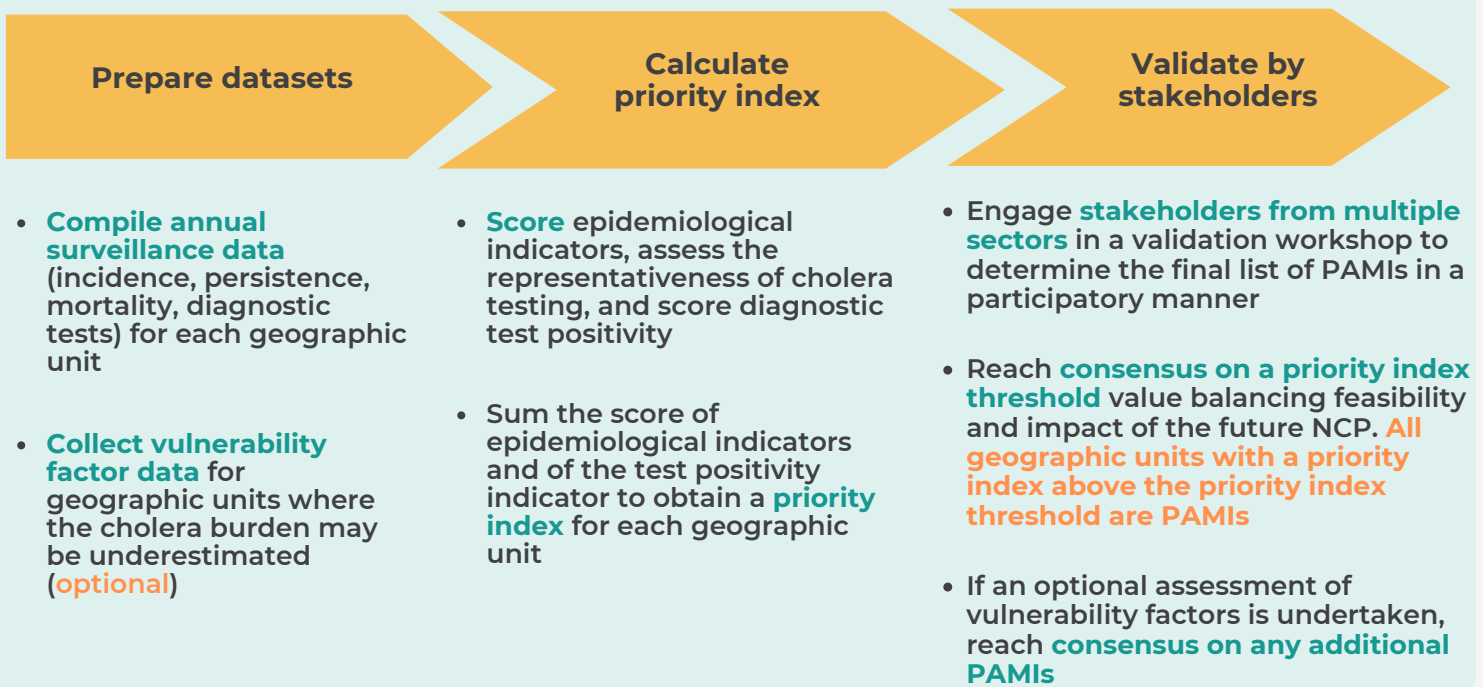 Prepare datasets
Calculate
priority index
Validate by
stakeholders
• Compile annual
surveillance data
(incidence, persistence,
mortality, diagnostic
tests) for each geographic
unit
• Collect vulnerability
factor data for
geographic units where
the cholera burden may
be underestimated
(optional)
• Score epidemiological
indicators, assess the
representativeness of cholera
testing, and score diagnostic
test positivity
• Sum the score of
epidemiological indicators
and of the test positivity
indicator to obtain a priority
index for each geographic
unit
• Engage stakeholders from multiple
sectors in a validation workshop to
determine the final list of PAMIs in a
participatory manner
• Reach consensus on a priority index
threshold value balancing feasibility
and impact of the future NCP. All
geographic units with a priority
index above the priority index
threshold are PAMIs
• If an optional assessment of
vulnerability factors is undertaken,
reach consensus on any additional
PAMIs